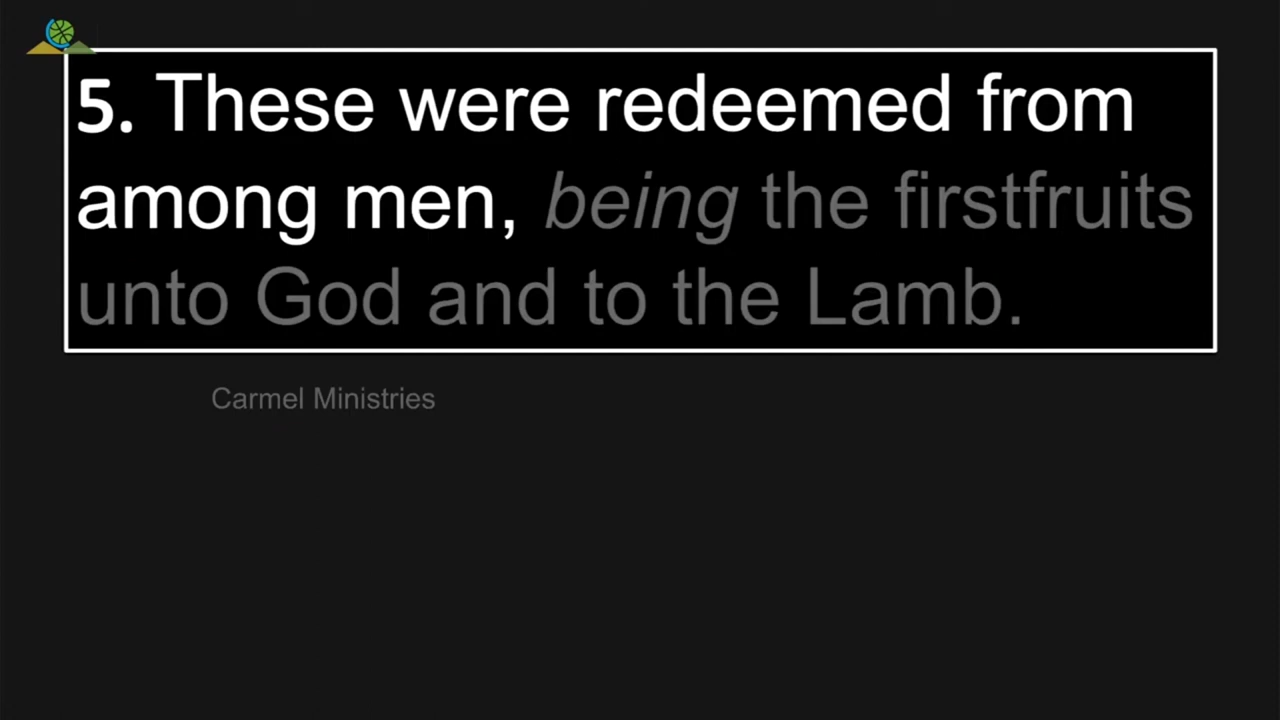 5. These were redeemed from
among men, being the firstfruits
unto God and to the Lamb.
Carmel Ministries